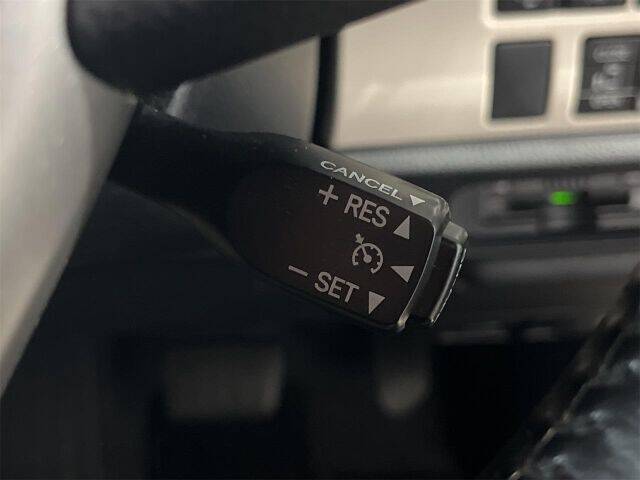 CANCEL ▼
+ RES ▲
◀
− SET ▼